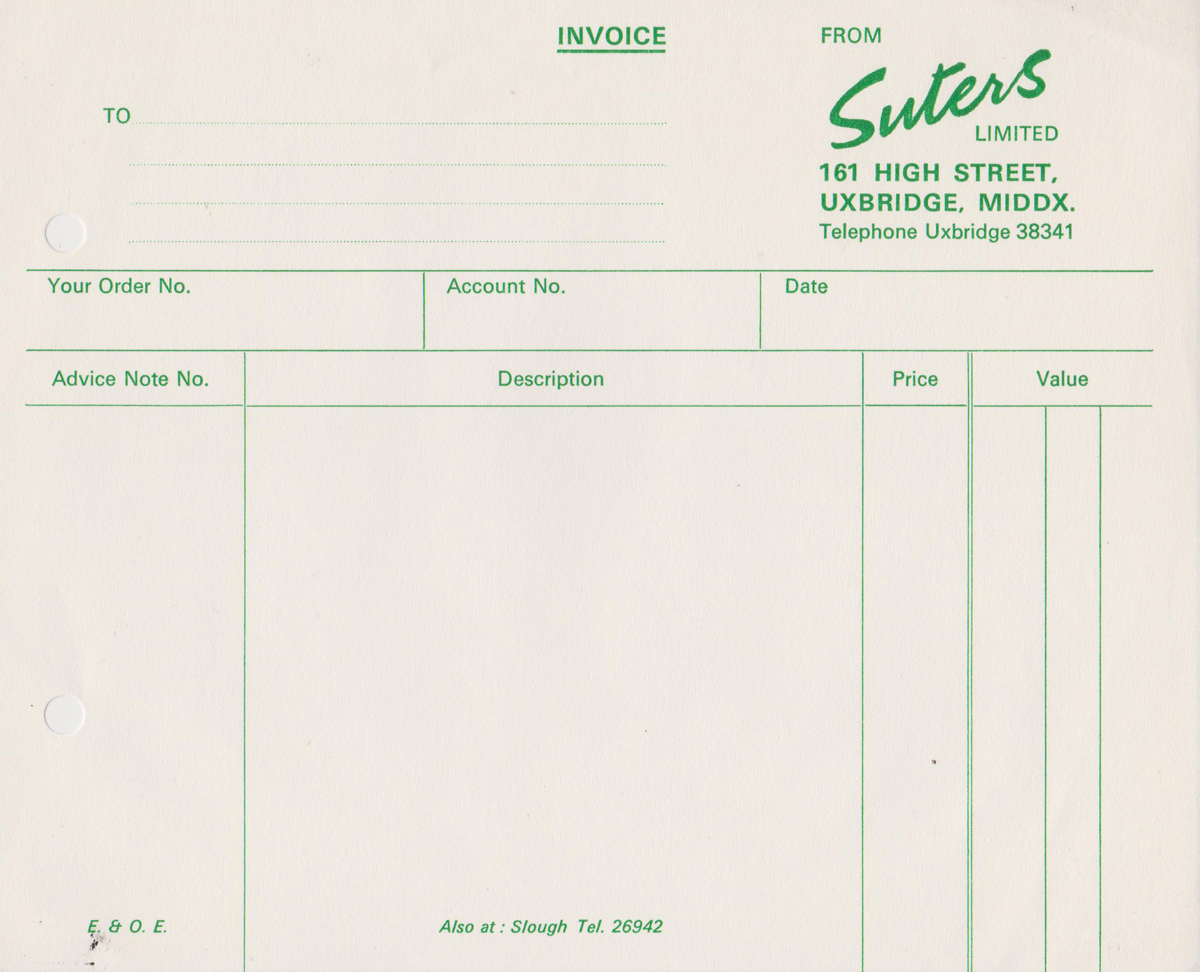 INVOICE
FROM
Suters
LIMITED
161 HIGH STREET,
UXBRIDGE, MIDDX.
Telephone Uxbridge 38341
TO
Your Order No. Account No. Date
Advice Note No. Description Price Value
E. & O. E. Also at : Slough Tel. 26942